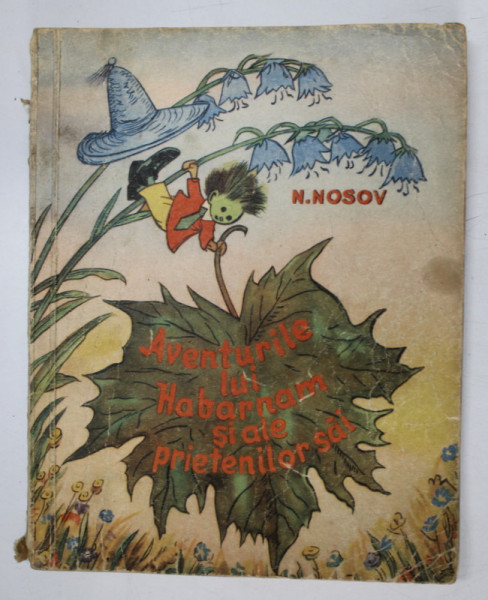 N. NOSOV
Aventurile
lui
Habarnam
și ale
prietenilor săi